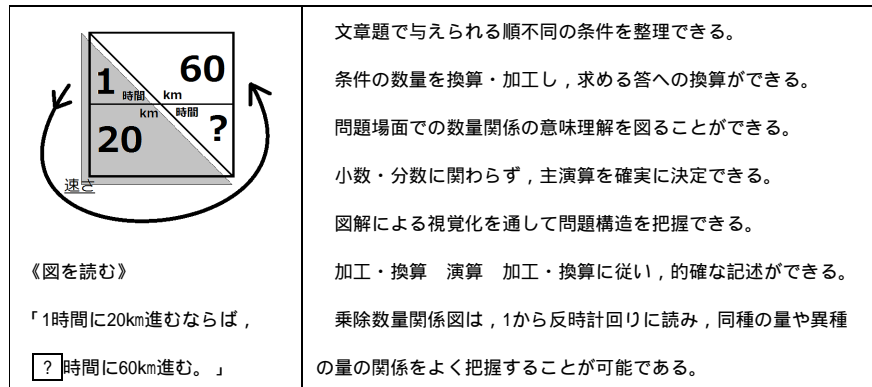 1
時間
60
km
km
20
時間
?
速さ
《図を読む》
「1時間に20㎞進むならば，
?時間に60㎞進む。」
文章題で与えられる順不同の条件を整理できる。
条件の数量を換算・加工し，求める答への換算ができる。
問題場面での数量関係の意味理解を図ることができる。
小数・分数に関わらず，主演算を確実に決定できる。
図解による視覚化を通して問題構造を把握できる。
加工・換算　演算　加工・換算に従い，的確な記述ができる。
乗除数量関係図は，1から反時計回りに読み，同種の量や異種
の量の関係をよく把握することが可能である。